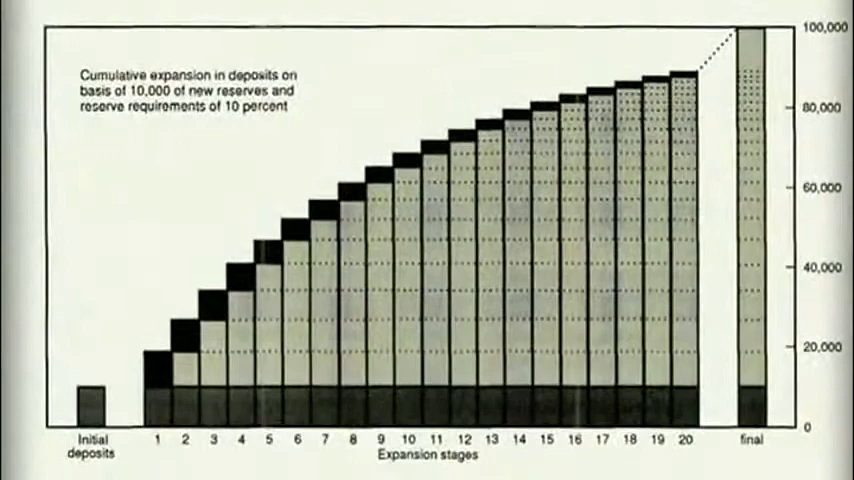 Cumulative expansion in deposits on
basis of 10,000 of new reserves and
reserve requirements of 10 percent
100,000
80,000
60,000
40,000
20,000
0
Initial
deposits
1 2 3 4 5 6 7 8 9 10 11 12 13 14 15 16 17 18 19 20 final
Expansion stages